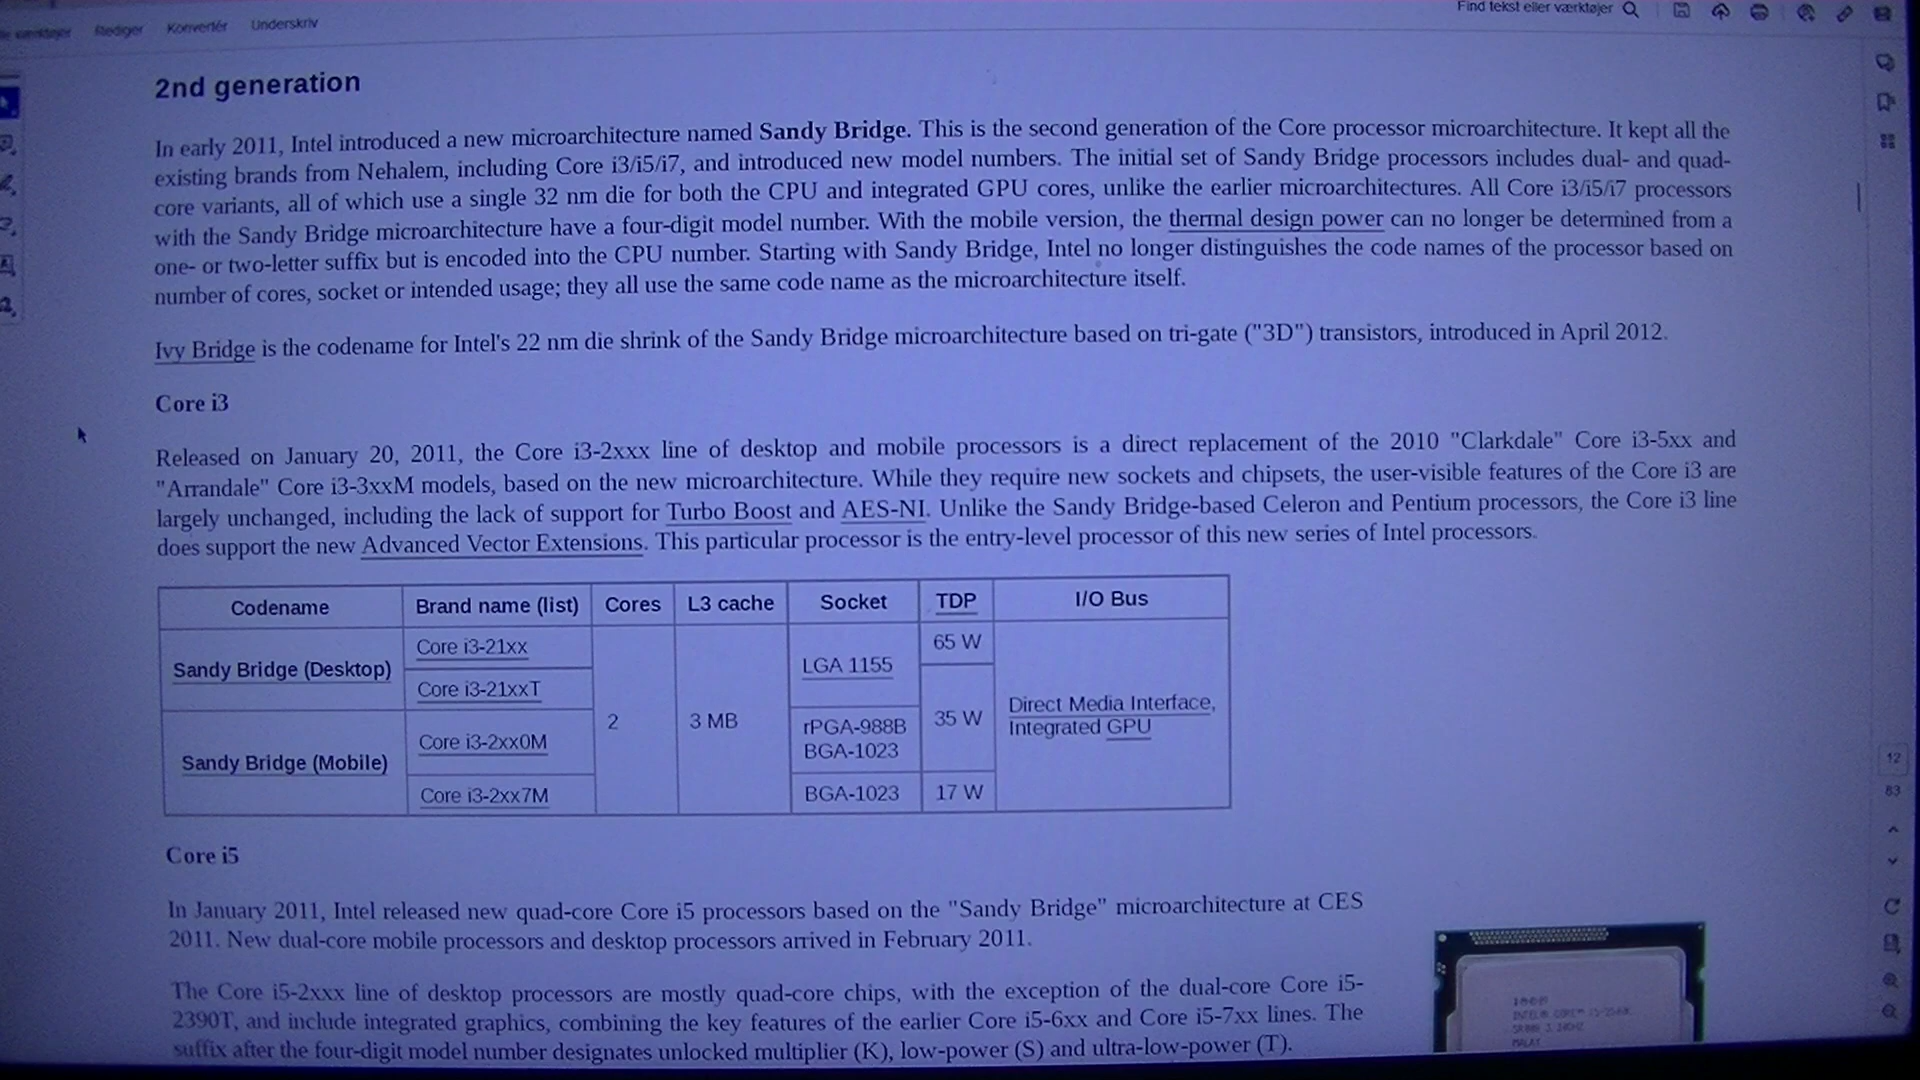 Rediger Konvertér Underskriv Find tekst eller værktøjer
2nd generation
In early 2011, Intel introduced a new microarchitecture named Sandy Bridge. This is the second generation of the Core processor microarchitecture. It kept all the
existing brands from Nehalem, including Core i3/i5/i7, and introduced new model numbers. The initial set of Sandy Bridge processors includes dual- and quad-
core variants, all of which use a single 32 nm die for both the CPU and integrated GPU cores, unlike the earlier microarchitectures. All Core i3/i5/i7 processors
with the Sandy Bridge microarchitecture have a four-digit model number. With the mobile version, the thermal design power can no longer be determined from a
one- or two-letter suffix but is encoded into the CPU number. Starting with Sandy Bridge, Intel no longer distinguishes the code names of the processor based on
number of cores, socket or intended usage; they all use the same code name as the microarchitecture itself.
Ivy Bridge is the codename for Intel's 22 nm die shrink of the Sandy Bridge microarchitecture based on tri-gate ("3D") transistors, introduced in April 2012.
Core i3
Released on January 20, 2011, the Core i3-2xxx line of desktop and mobile processors is a direct replacement of the 2010 "Clarkdale" Core i3-5xx and
"Arrandale" Core i3-3xxM models, based on the new microarchitecture. While they require new sockets and chipsets, the user-visible features of the Core i3 are
largely unchanged, including the lack of support for Turbo Boost and AES-NI. Unlike the Sandy Bridge-based Celeron and Pentium processors, the Core i3 line
does support the new Advanced Vector Extensions. This particular processor is the entry-level processor of this new series of Intel processors.
Codename Brand name (list) Cores L3 cache Socket TDP I/O Bus
Sandy Bridge (Desktop) Core i3-21xx 2 3 MB LGA 1155 65 W Direct Media Interface,
Integrated GPU
Core i3-21xxT 35 W
Sandy Bridge (Mobile) Core i3-2xx0M rPGA-988B
BGA-1023
Core i3-2xx7M BGA-1023 17 W
12
83
Core i5
In January 2011, Intel released new quad-core Core i5 processors based on the "Sandy Bridge" microarchitecture at CES
2011. New dual-core mobile processors and desktop processors arrived in February 2011.
The Core i5-2xxx line of desktop processors are mostly quad-core chips, with the exception of the dual-core Core i5-
2390T, and include integrated graphics, combining the key features of the earlier Core i5-6xx and Core i5-7xx lines. The
suffix after the four-digit model number designates unlocked multiplier (K), low-power (S) and ultra-low-power (T).